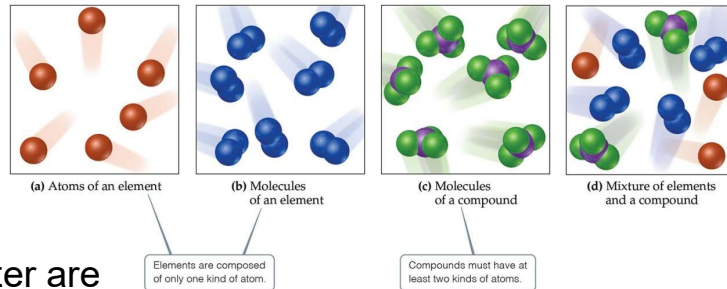 (a) Atoms of an element
(b) Molecules
of an element
(c) Molecules
of a compound
(d) Mixture of elements
and a compound
Elements are composed
of only one kind of atom.
Compounds must have at
least two kinds of atoms.
ter are